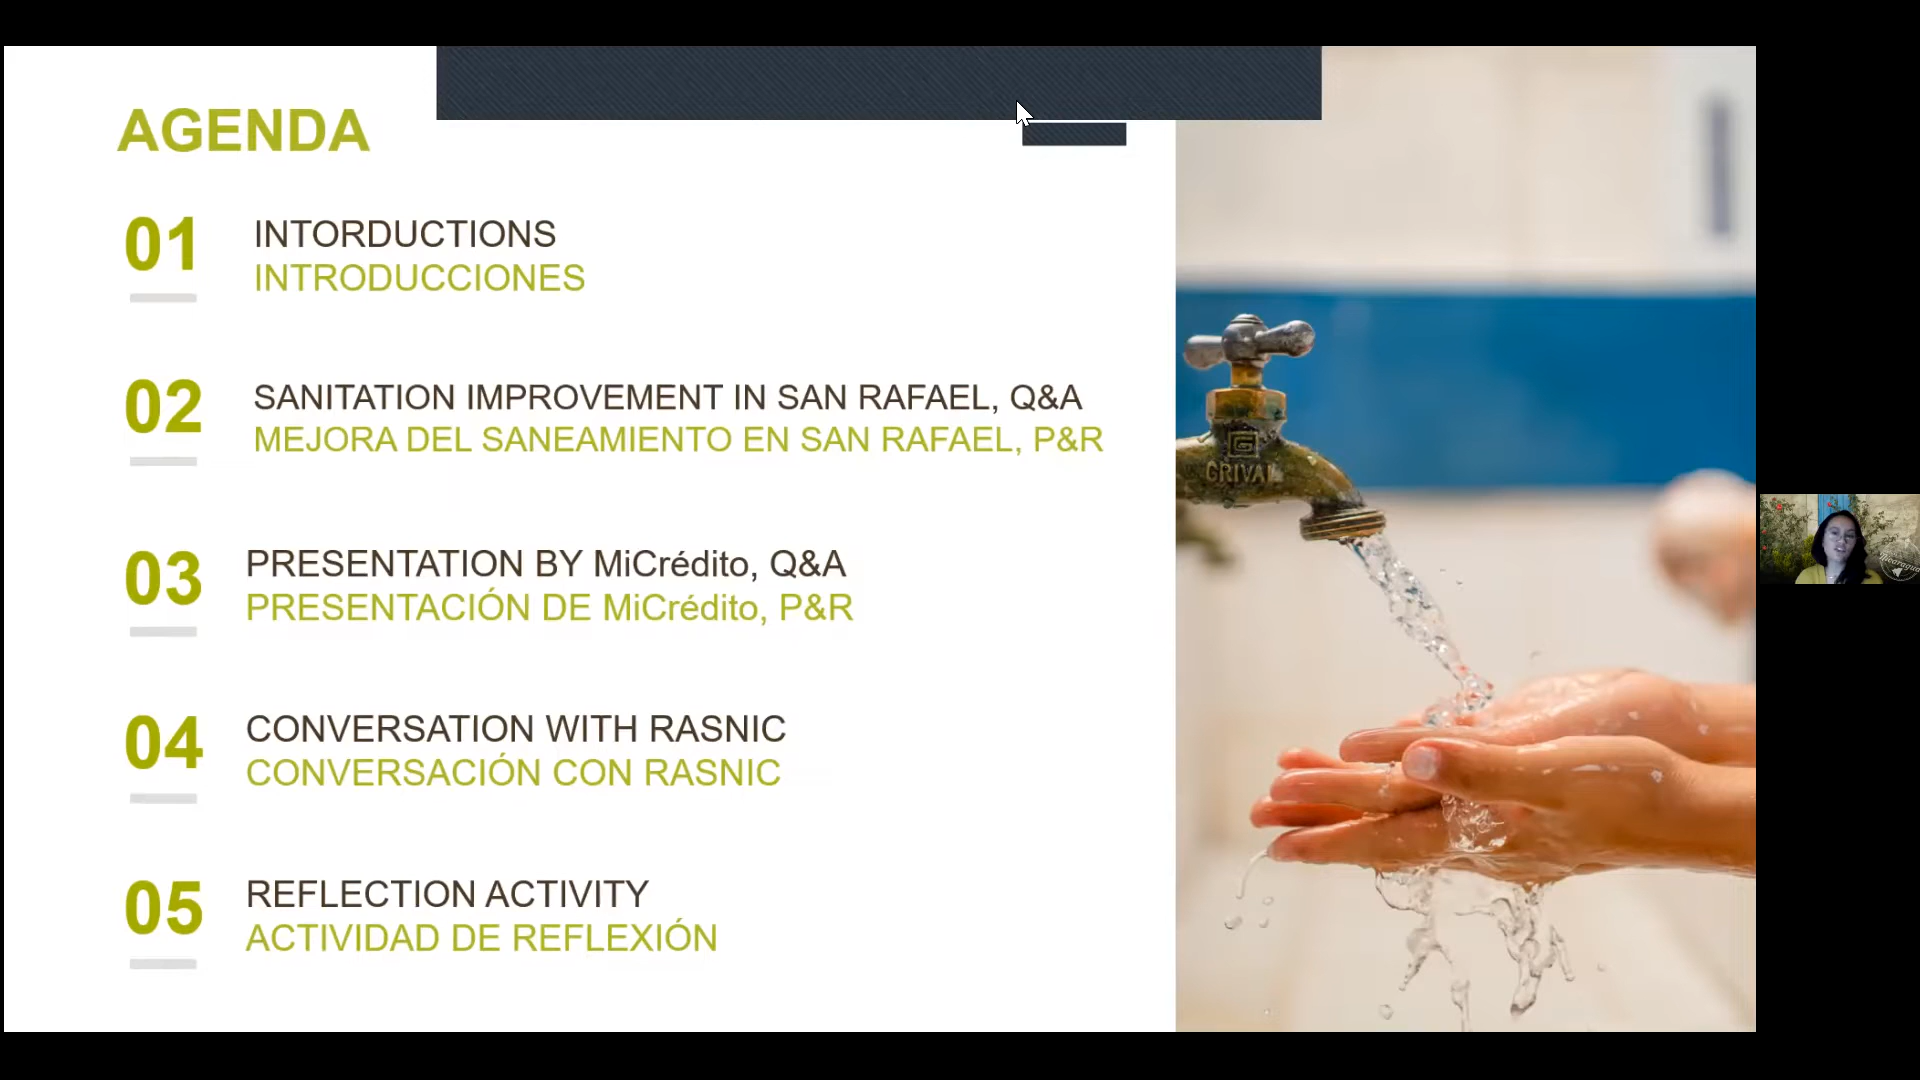 AGENDA
01
INTORDUCTIONS
INTRODUCCIONES
02
SANITATION IMPROVEMENT IN SAN RAFAEL, Q&A
MEJORA DEL SANEAMIENTO EN SAN RAFAEL, P&R
03
PRESENTATION BY MiCrédito, Q&A
PRESENTACIÓN DE MiCrédito, P&R
04
CONVERSATION WITH RASNIC
CONVERSACIÓN CON RASNIC
05
REFLECTION ACTIVITY
ACTIVIDAD DE REFLEXIÓN
GRIVAL
Nicaragua